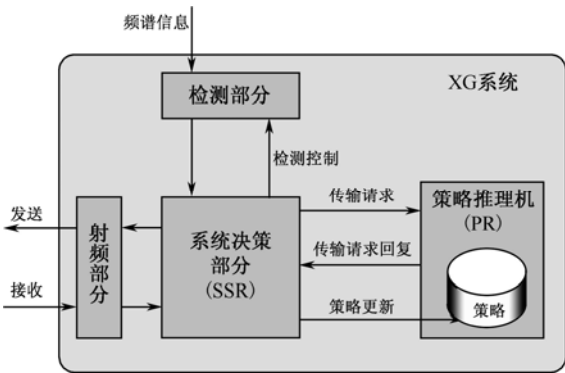 频谱信息
XG系统
检测部分
检测控制
发送
接收
射频部分
系统决策
部分
(SSR)
传输请求
传输请求回复
策略更新
策略推理机
(PR)
策略